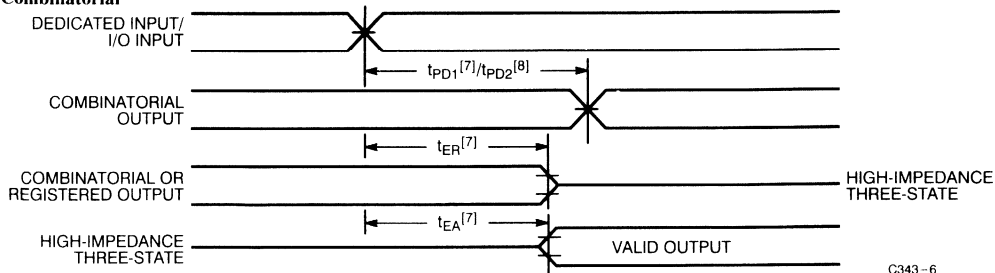 Combinatorial
DEDICATED INPUT/
I/O INPUT
tPD1[7]/tPD2[8]
COMBINATORIAL
OUTPUT
tER[7]
COMBINATORIAL OR
REGISTERED OUTPUT
HIGH-IMPEDANCE
THREE-STATE
tEA[7]
HIGH-IMPEDANCE
THREE-STATE
VALID OUTPUT
C343-6